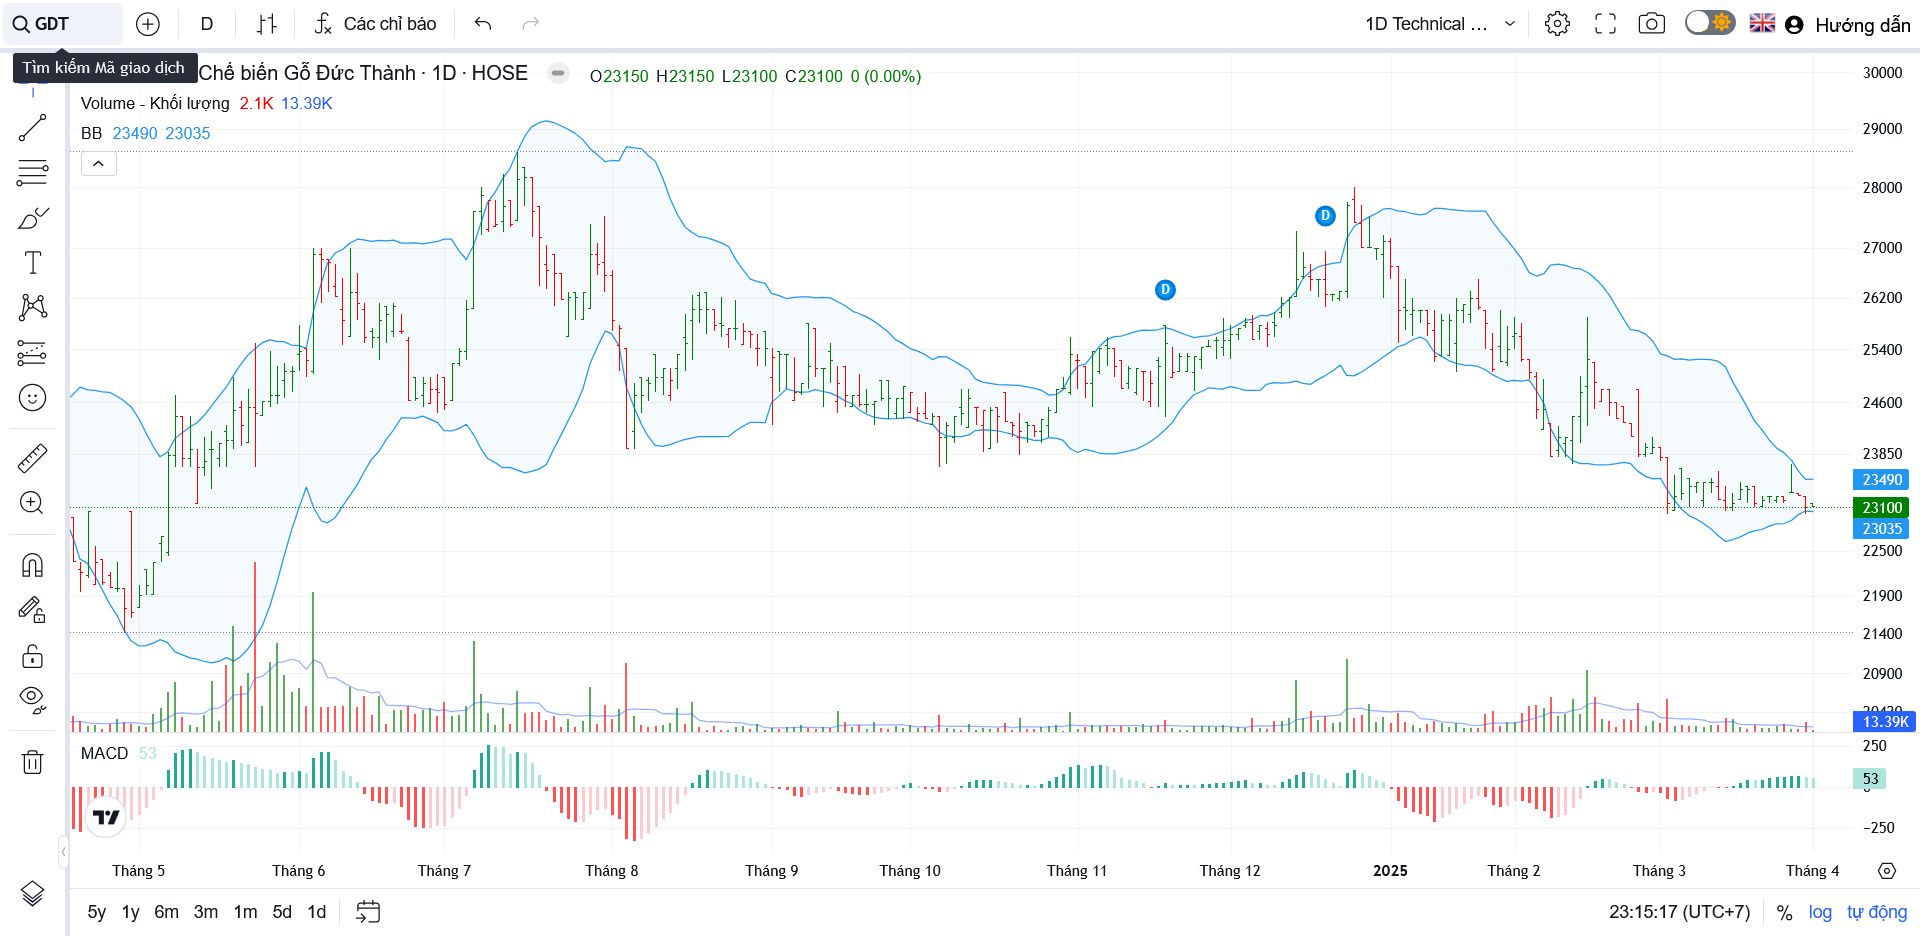 GDT
D
Các chỉ báo
1D Technical ...
Hướng dẫn
Tìm kiếm Mã giao dịch
Chế biến Gỗ Đức Thành · 1D · HOSE
O23150 H23150 L23100 C23100 0 (0.00%)
Volume - Khối lượng 2.1K 13.39K
BB 23490 23035
D
D
30000
29000
28000
27000
26200
25400
24600
23850
23490
23100
23035
22500
21900
21400
20900
13.39K
MACD 53
250
53
−250
Tháng 5
Tháng 6
Tháng 7
Tháng 8
Tháng 9
Tháng 10
Tháng 11
Tháng 12
2025
Tháng 2
Tháng 3
Tháng 4
5y 1y 6m 3m 1m 5d 1d
23:15:17 (UTC+7)
%
log
tự động